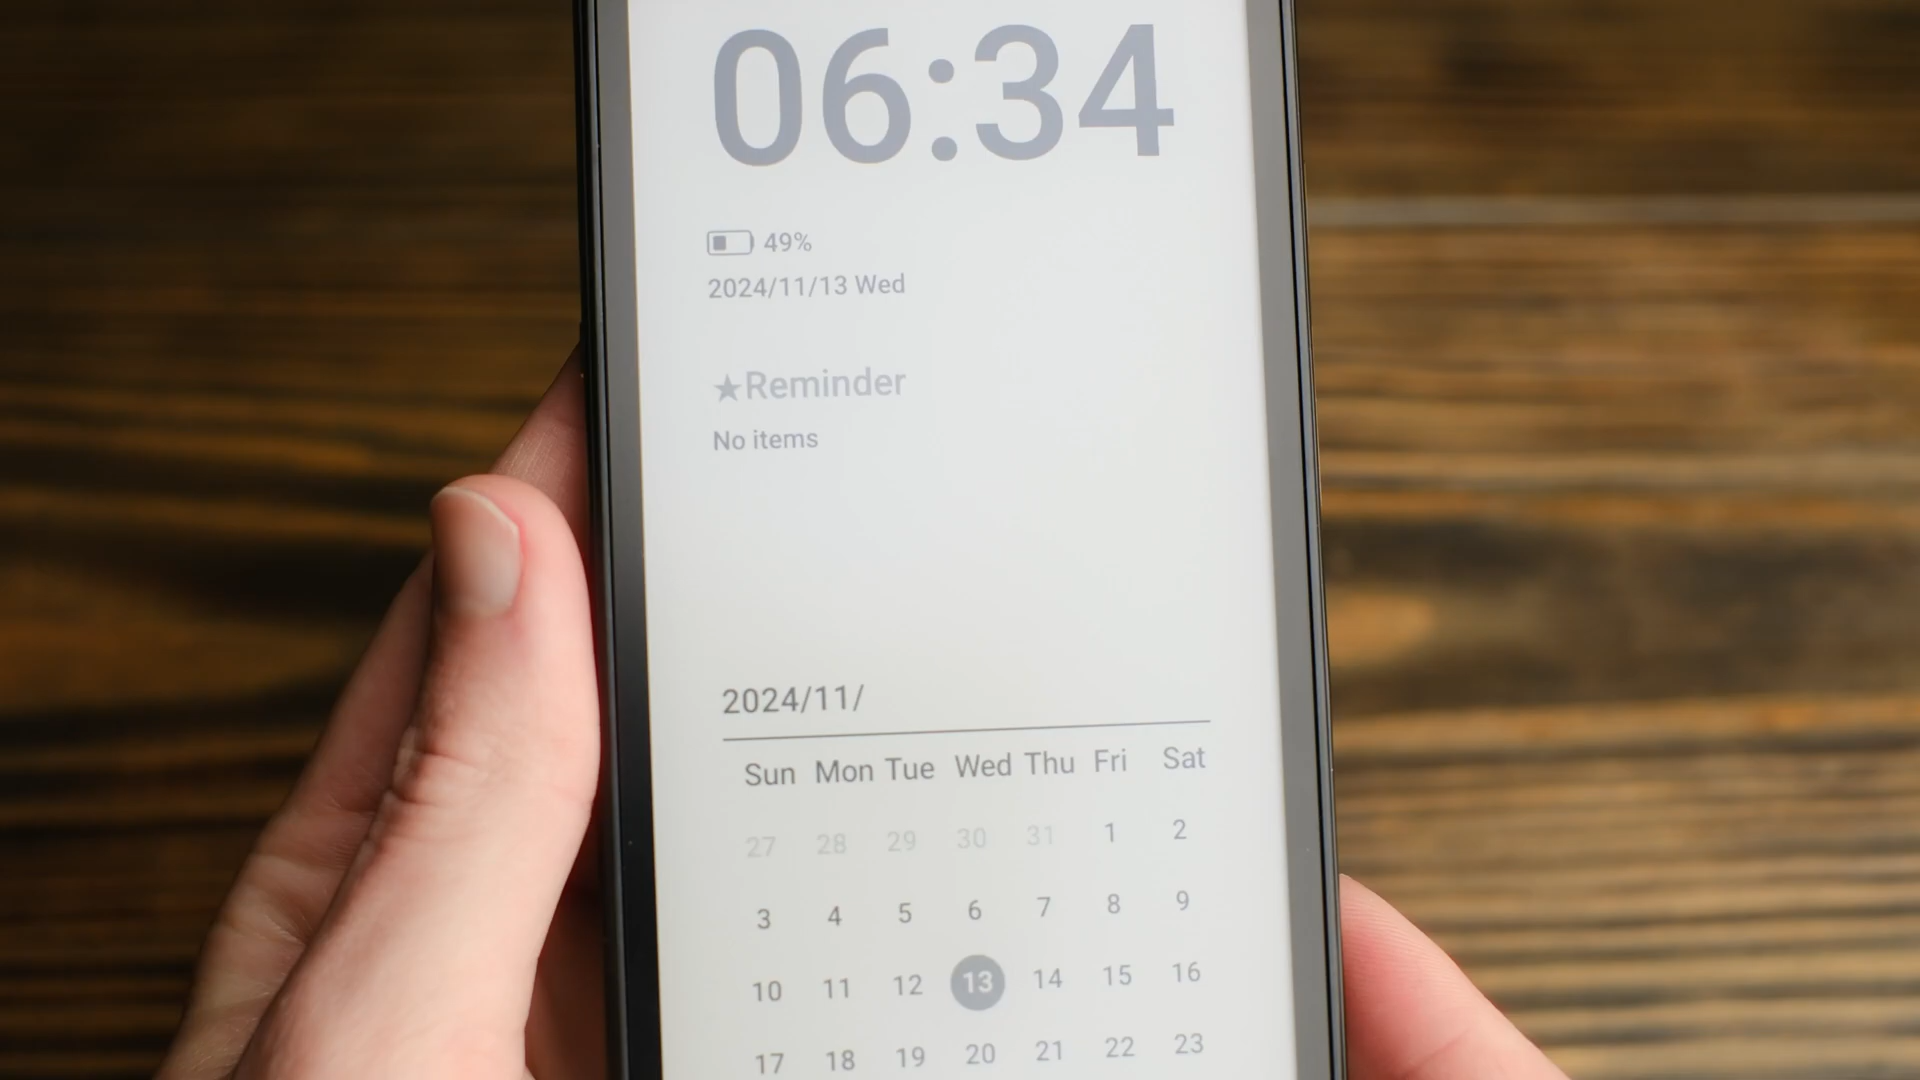 06:34
49%
2024/11/13 Wed
★Reminder
No items
2024/11/
Sun Mon Tue Wed Thu Fri Sat
27 28 29 30 31 1 2
3 4 5 6 7 8 9
10 11 12 13 14 15 16
17 18 19 20 21 22 23